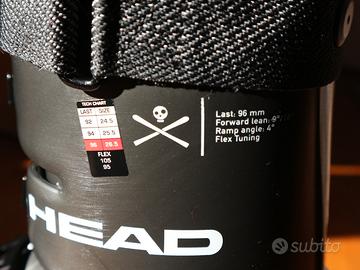 TECH CHART
LAST SIZE
92 24.5
94 25.5
96 26.5
FLEX
105
95
Last: 96 mm
Forward lean: 9°
Ramp angle: 4°
Flex Tuning
HEAD
subito